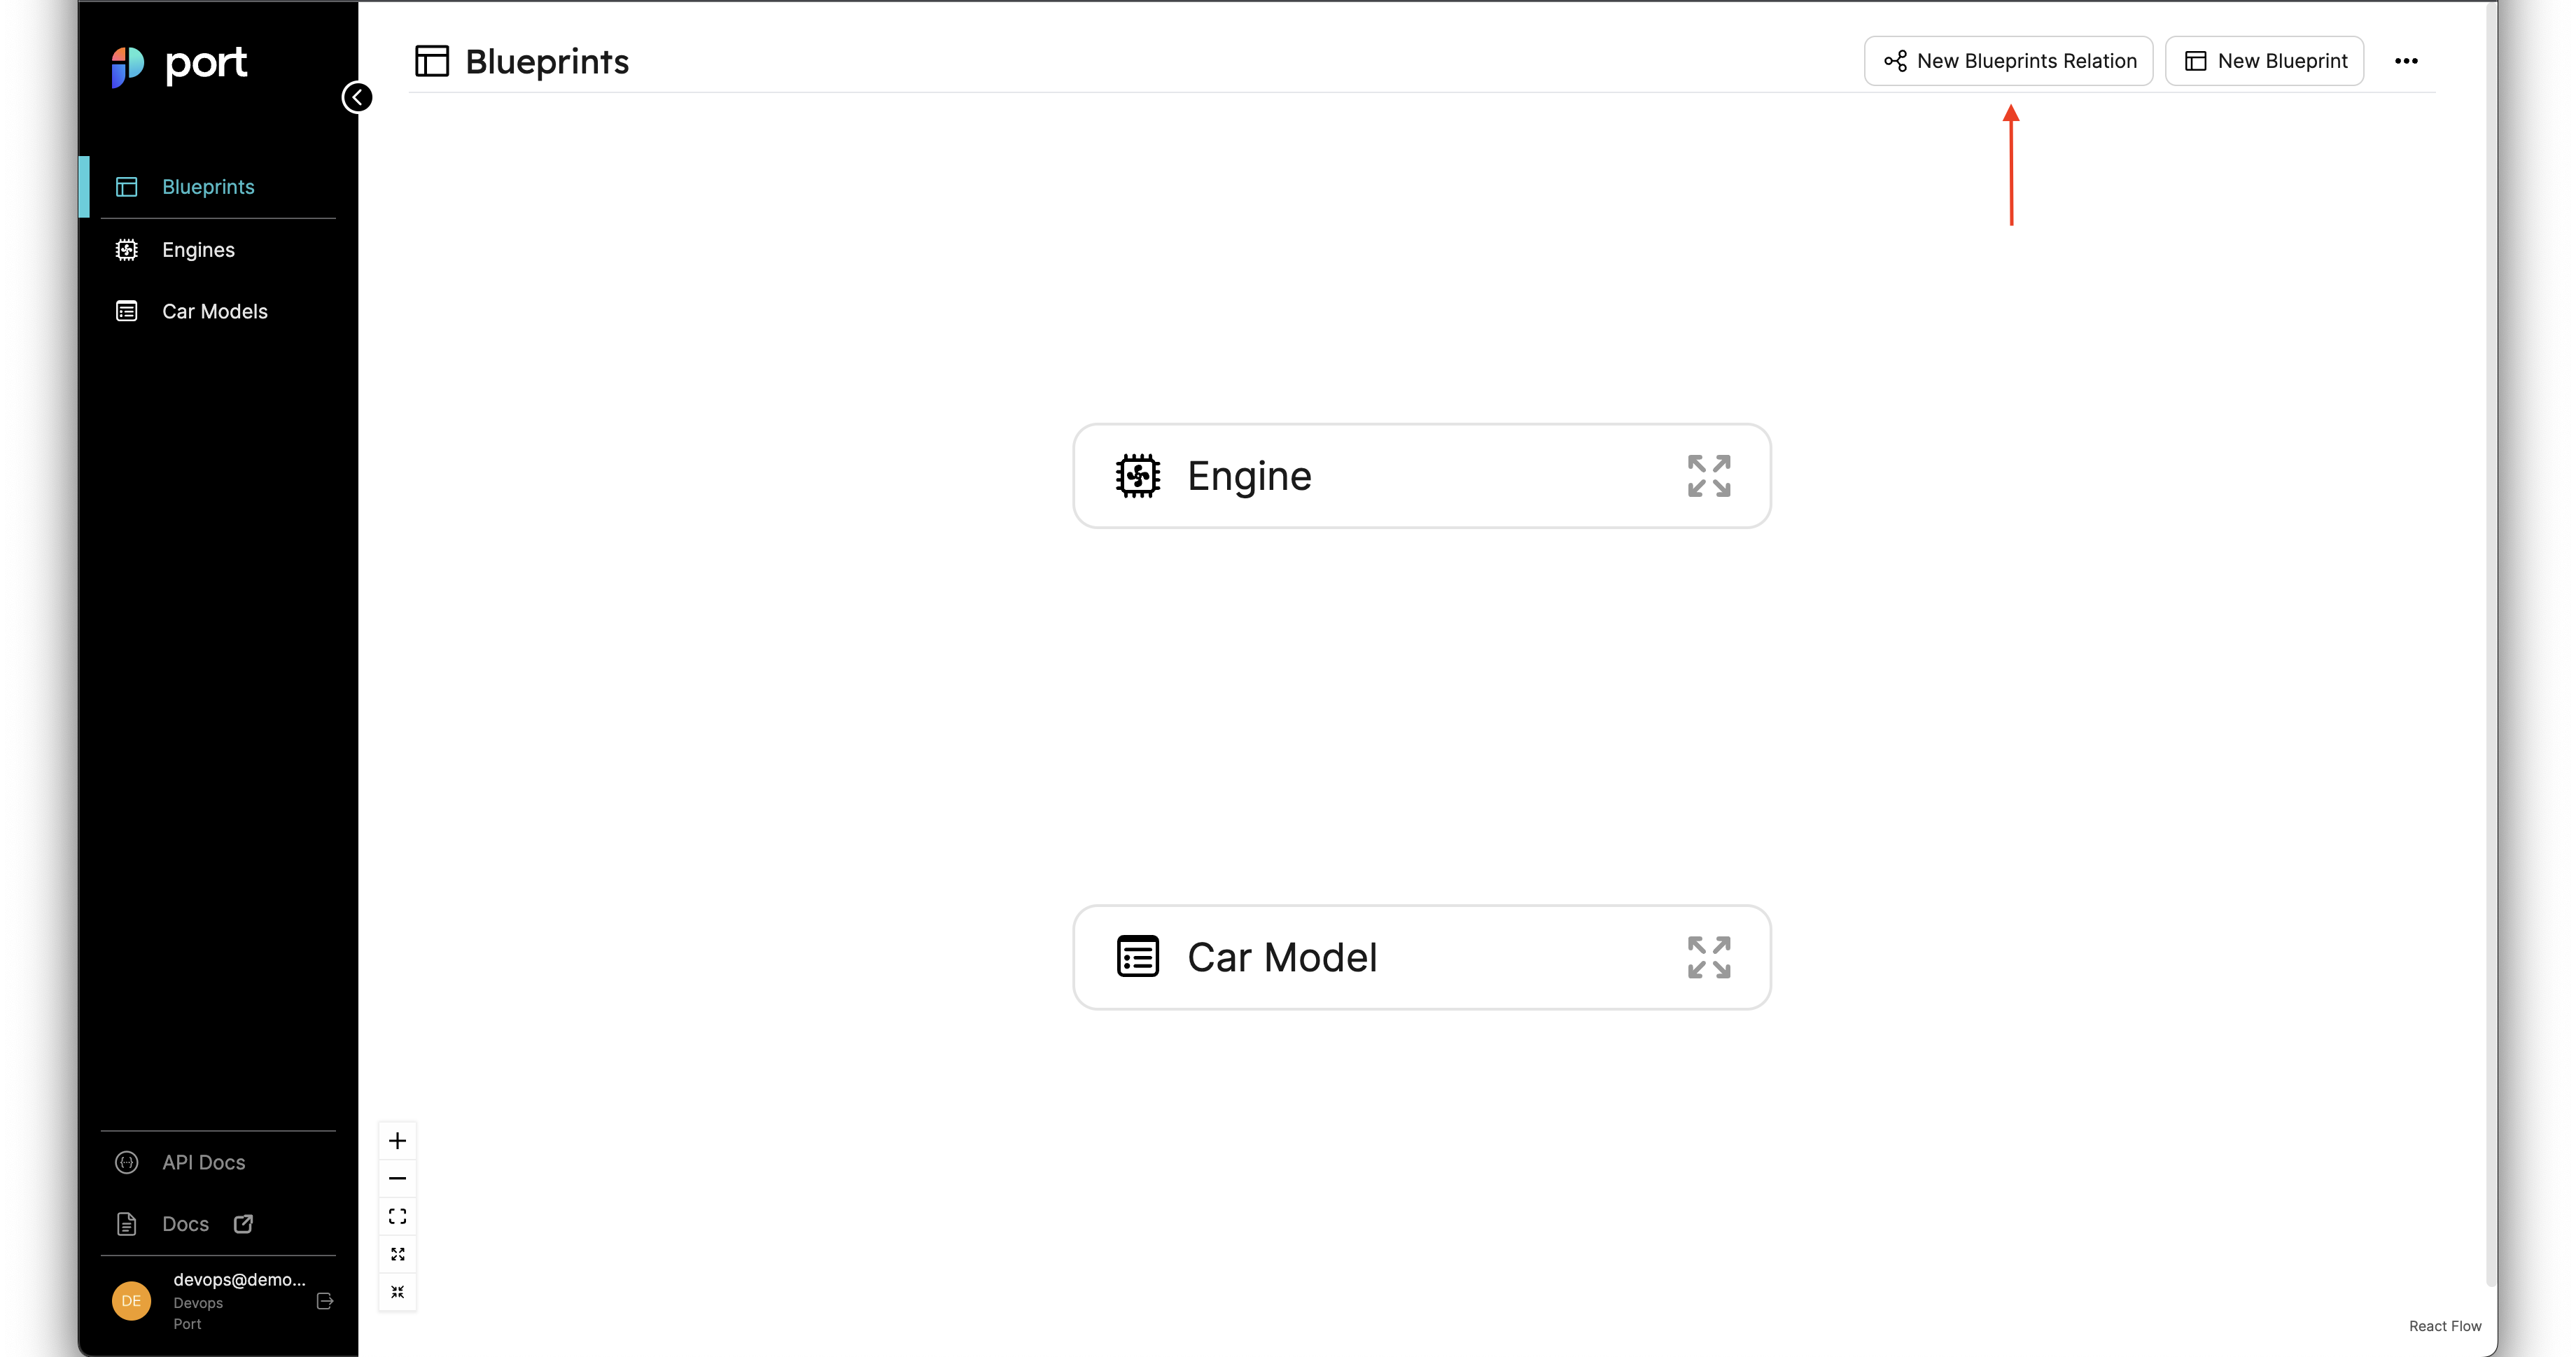 port
Blueprints
New Blueprints Relation
New Blueprint
Blueprints
Engines
Car Models
Engine
Car Model
API Docs
Docs
DE
devops@demo...
Devops
Port
React Flow